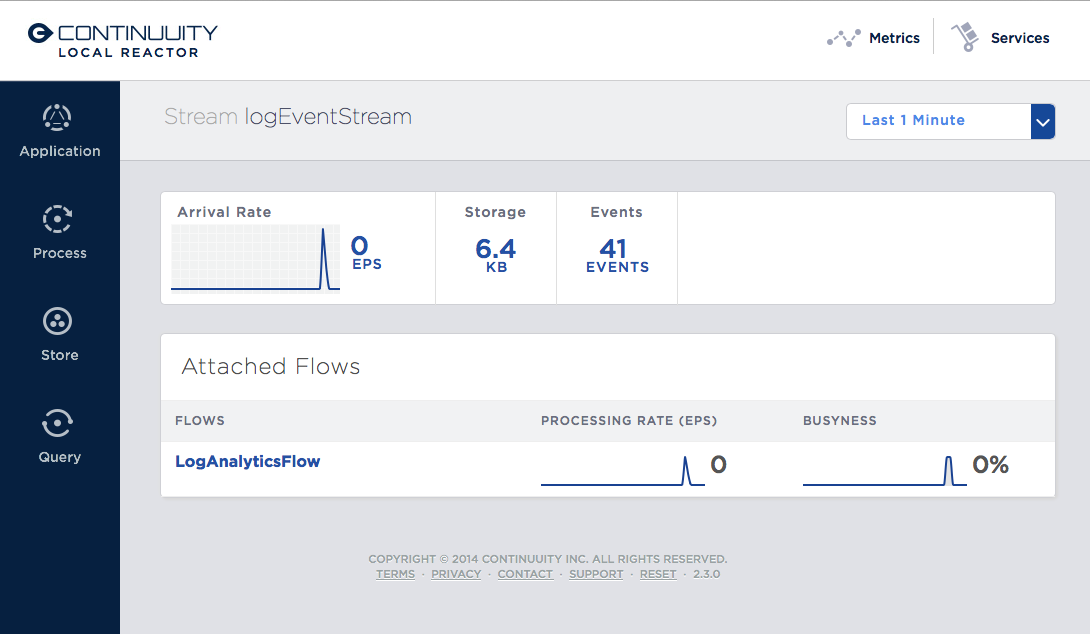 CONTINUUITY
LOCAL REACTOR
Metrics
Services
Application
Process
Store
Query
Stream logEventStream
Last 1 Minute
Arrival Rate
0
EPS
Storage
6.4
KB
Events
41
EVENTS
Attached Flows
FLOWS PROCESSING RATE (EPS) BUSYNESS
LogAnalyticsFlow 0 0%
COPYRIGHT © 2014 CONTINUUITY INC. ALL RIGHTS RESERVED.
TERMS · PRIVACY · CONTACT · SUPPORT · RESET · 2.3.0